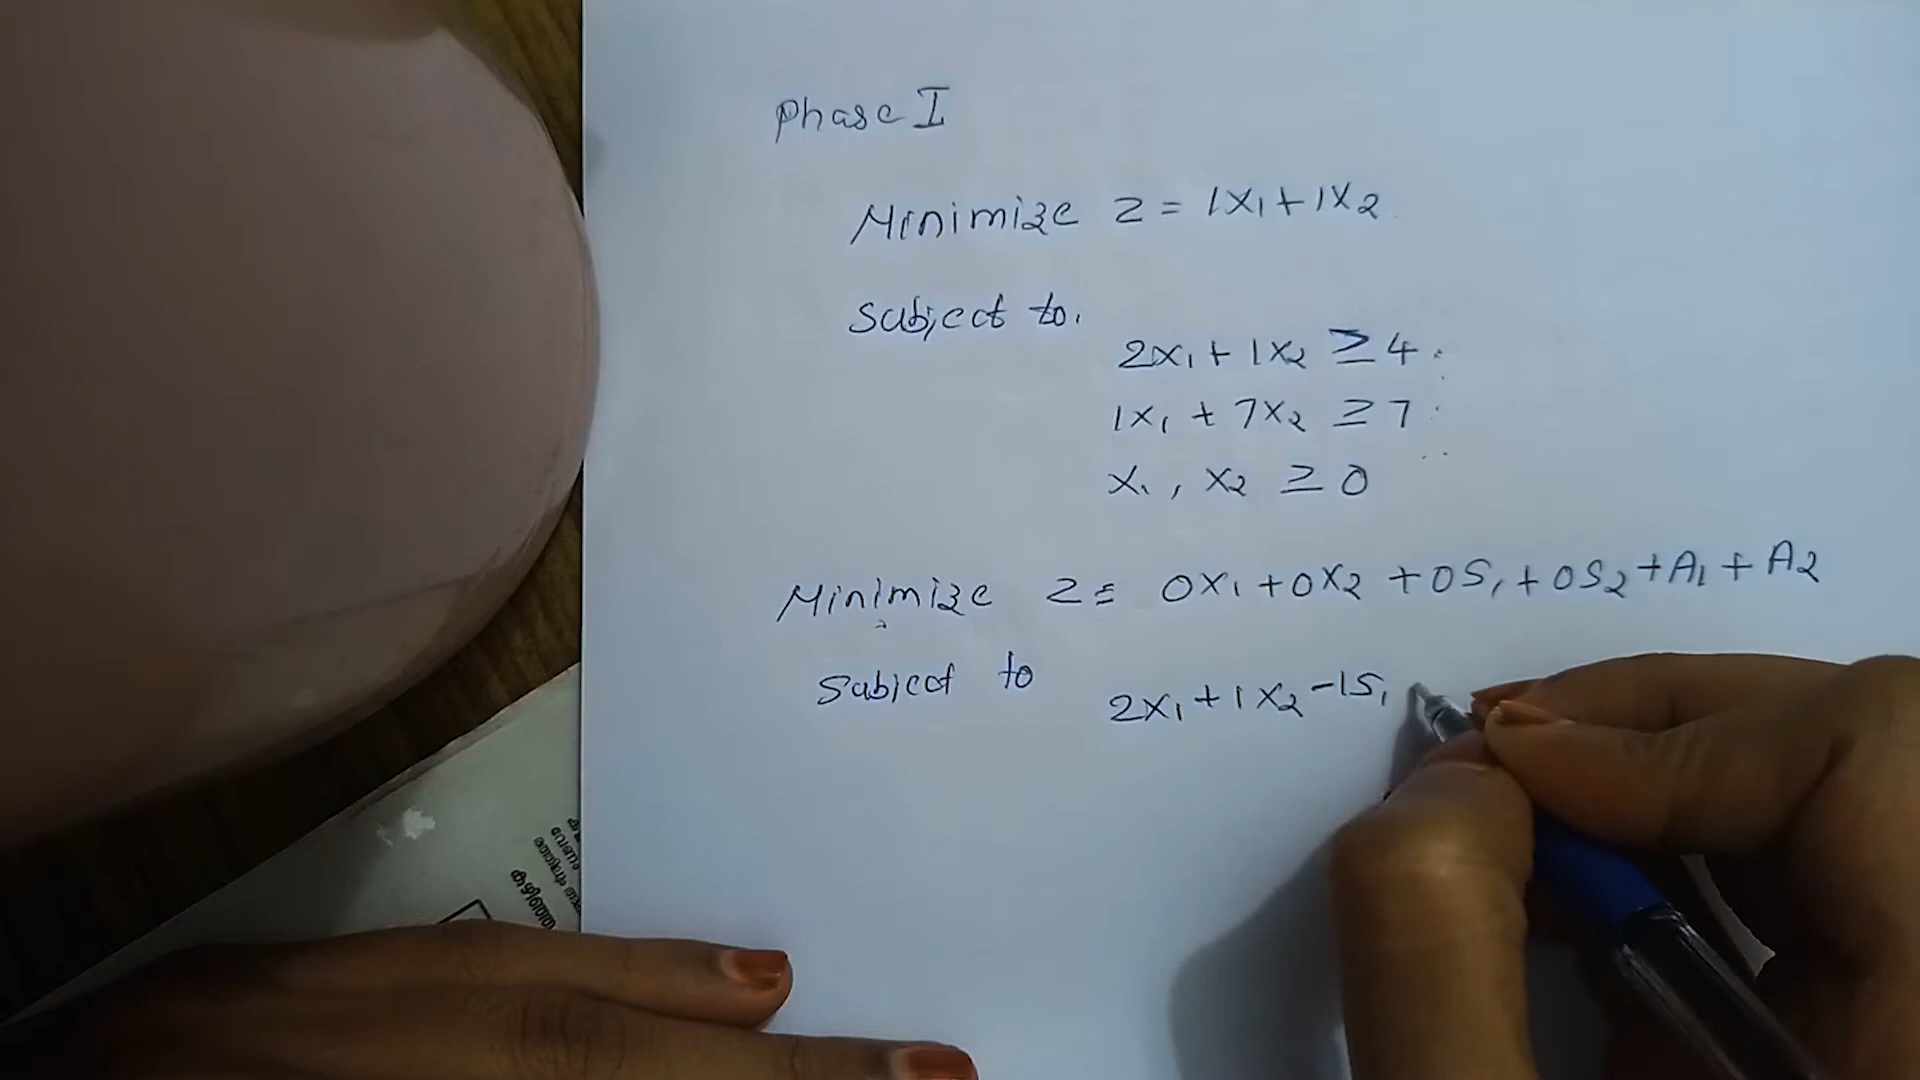 Phase I
Minimize Z = 1X₁ + 1X₂
Subject to.
2X₁ + 1X₂ ≥ 4
1X₁ + 7X₂ ≥ 7
X₁, X₂ ≥ 0
Minimize Z = 0X₁ + 0X₂ + 0S₁ + 0S₂ + A₁ + A₂
Subject to
2X₁ + 1X₂ - 1S₁